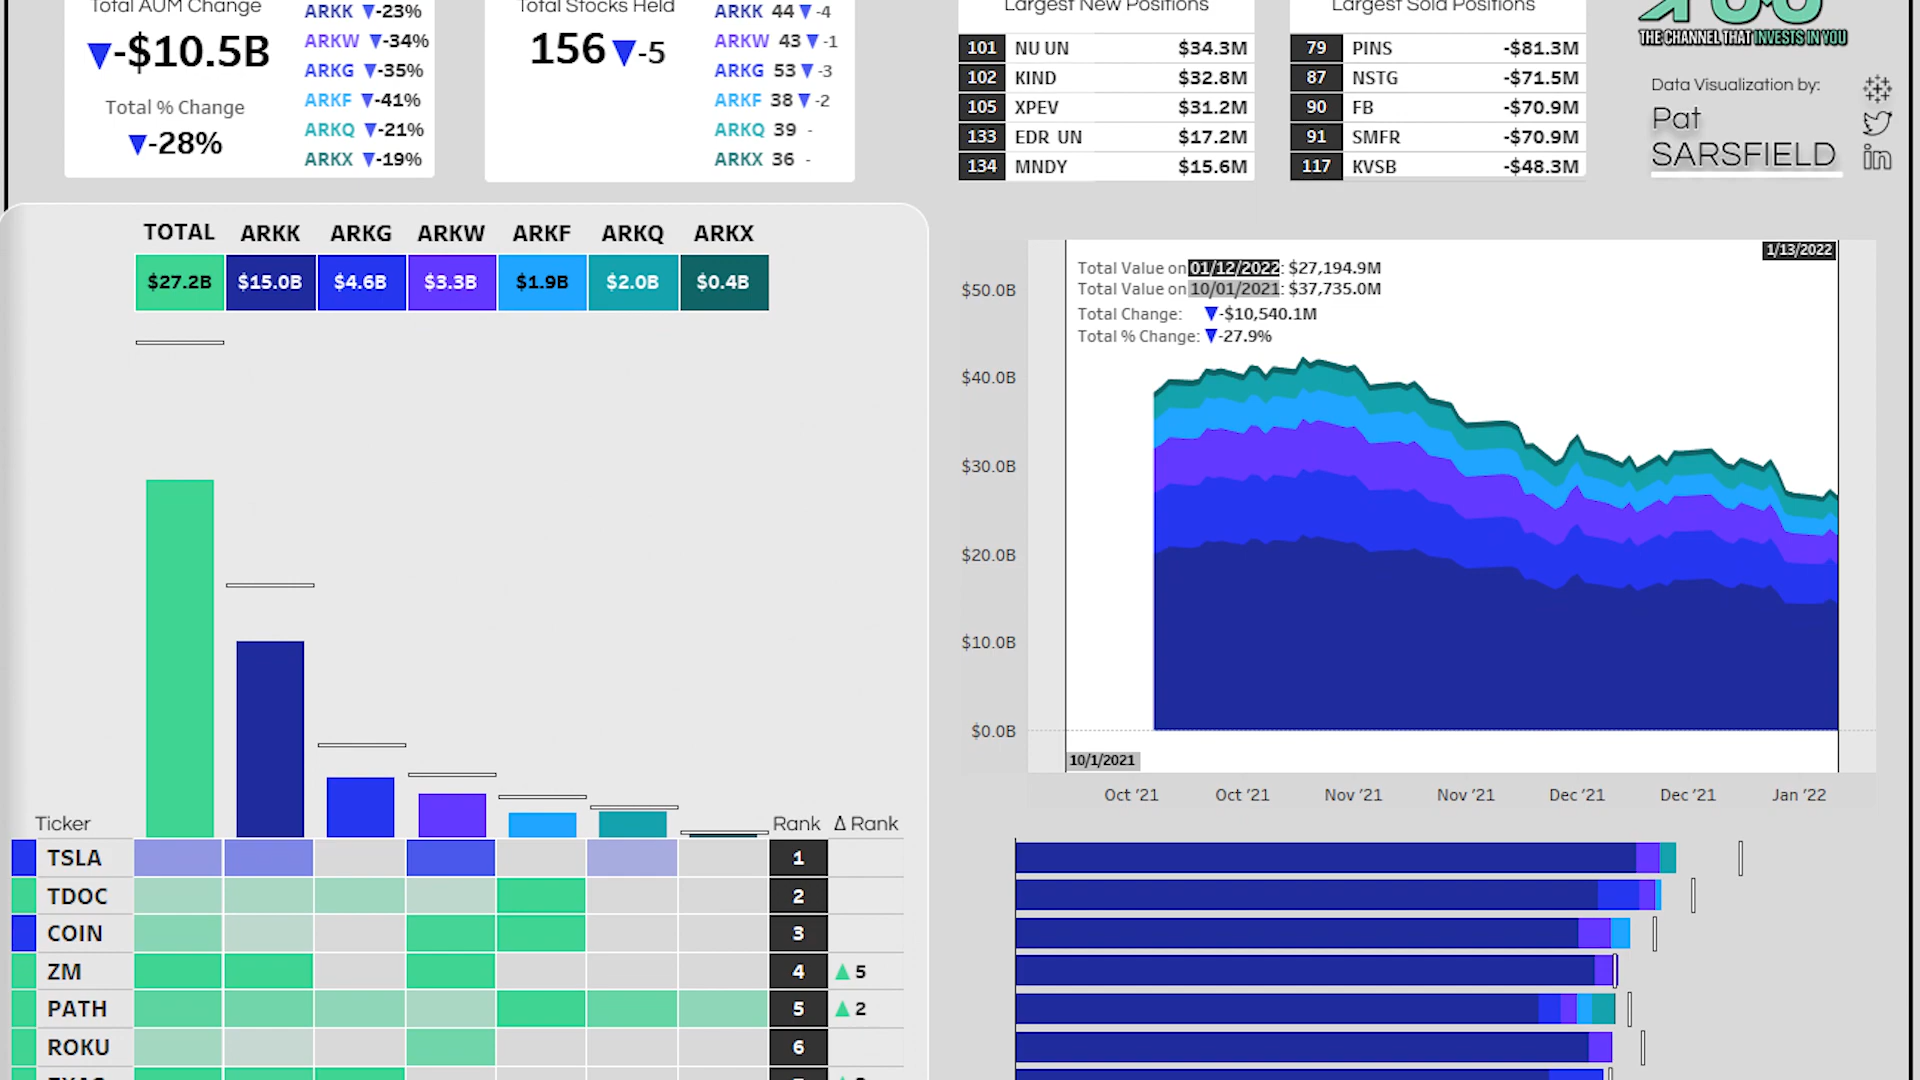 Total AUM Change
▼-$10.5B
Total % Change
▼-28%
ARKK ▼-23%
ARKW ▼-34%
ARKG ▼-35%
ARKF ▼-41%
ARKQ ▼-21%
ARKX ▼-19%
Total Stocks Held
156 ▼-5
ARKK 44 ▼ -4
ARKW 43 ▼ -1
ARKG 53 ▼ -3
ARKF 38 ▼ -2
ARKQ 39 -
ARKX 36 -
Largest New Positions
101 NU UN $34.3M
102 KIND $32.8M
105 XPEV $31.2M
133 EDR UN $17.2M
134 MNDY $15.6M
Largest Sold Positions
79 PINS -$81.3M
87 NSTG -$71.5M
90 FB -$70.9M
91 SMFR -$70.9M
117 KVSB -$48.3M
THE CHANNEL THAT INVESTS IN YOU
Data Visualization by:
Pat
SARSFIELD
in
TOTAL ARKK ARKG ARKW ARKF ARKQ ARKX
$27.2B $15.0B $4.6B $3.3B $1.9B $2.0B $0.4B
Ticker Rank Δ Rank
TSLA 1
TDOC 2
COIN 3
ZM 4 ▲ 5
PATH 5 ▲ 2
ROKU 6
1/13/2022
Total Value on 01/12/2022: $27,194.9M
Total Value on 10/01/2021: $37,735.0M
Total Change: ▼-$10,540.1M
Total % Change: ▼-27.9%
$50.0B
$40.0B
$30.0B
$20.0B
$10.0B
$0.0B
10/1/2021
Oct '21 Oct '21 Nov '21 Nov '21 Dec '21 Dec '21 Jan '22